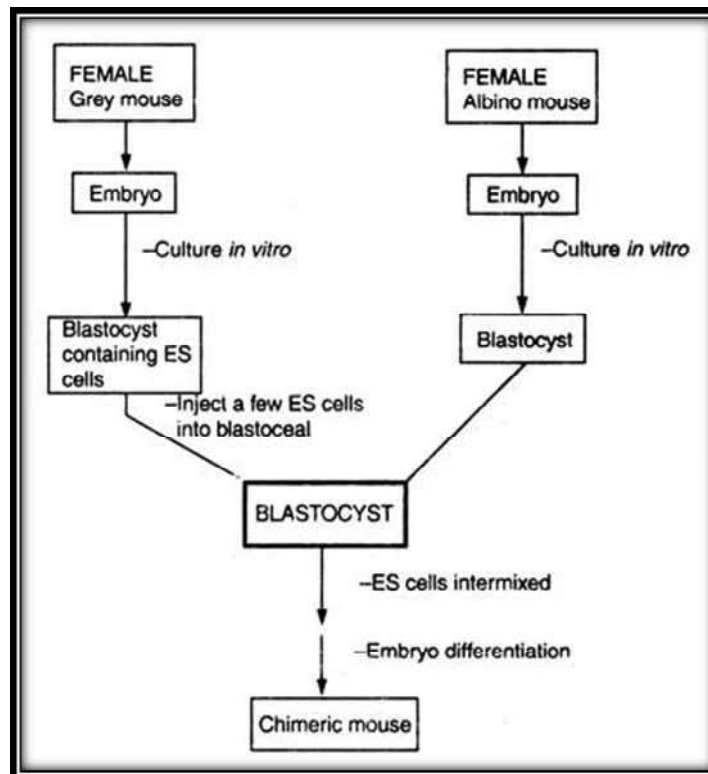 FEMALE
Grey mouse
FEMALE
Albino mouse
Embryo
Embryo
–Culture in vitro
–Culture in vitro
Blastocyst
containing ES
cells
Blastocyst
–Inject a few ES cells
into blastoceal
BLASTOCYST
–ES cells intermixed
–Embryo differentiation
Chimeric mouse